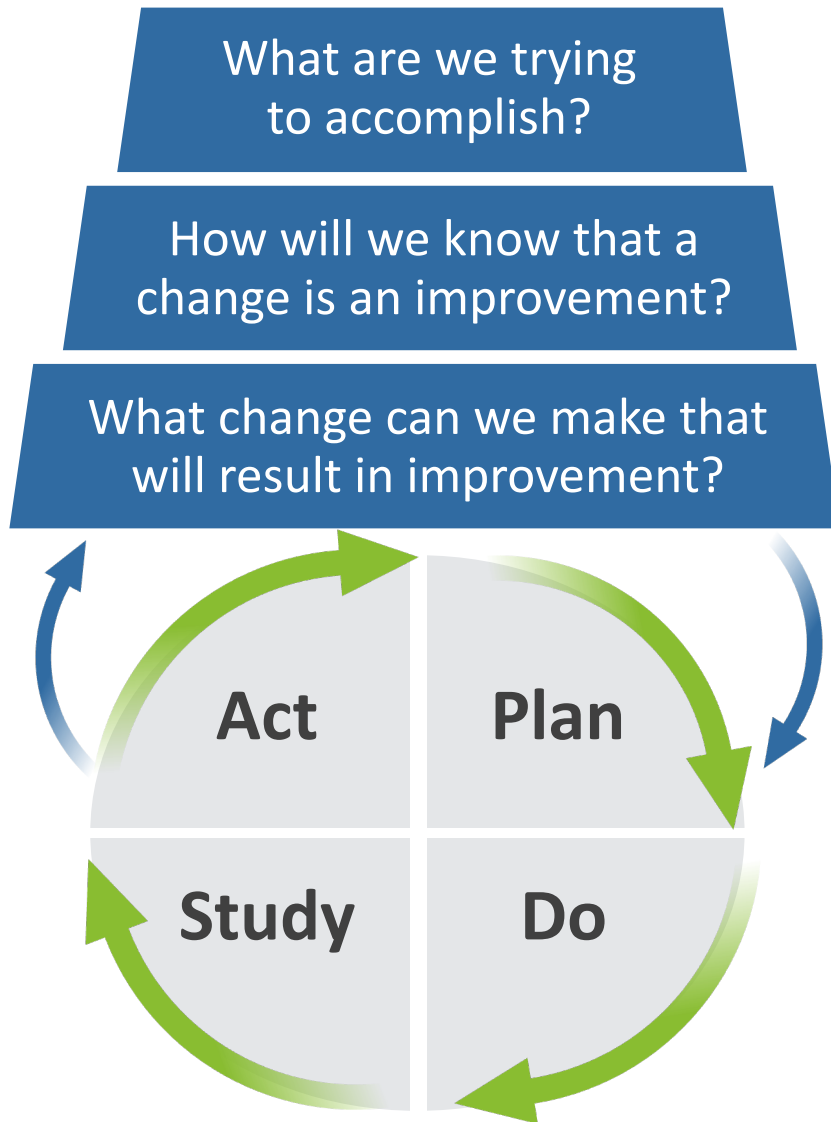 What are we trying
to accomplish?
How will we know that a
change is an improvement?
What change can we make that
will result in improvement?
Act
Plan
Study
Do